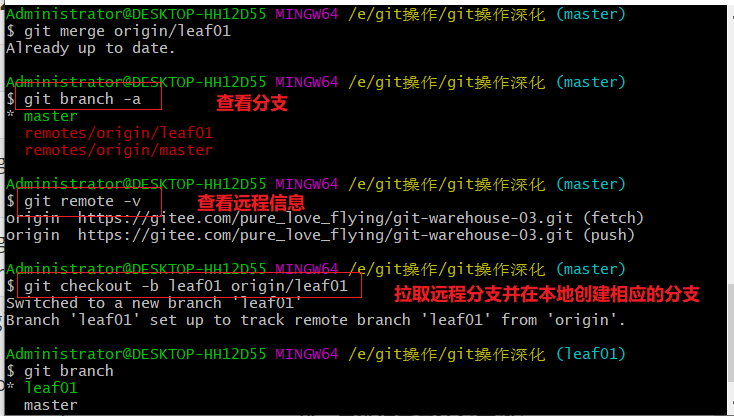 Administrator@DESKTOP-HH12D55 MINGW64 /e/git操作/git操作深化 (master)
$ git merge origin/leaf01
Already up to date.
Administrator@DESKTOP-HH12D55 MINGW64 /e/git操作/git操作深化 (master)
$ git branch -a 查看分支
* master
remotes/origin/leaf01
remotes/origin/master
Administrator@DESKTOP-HH12D55 MINGW64 /e/git操作/git操作深化 (master)
$ git remote -v 查看远程信息
origin https://gitee.com/pure_love_flying/git-warehouse-03.git (fetch)
origin https://gitee.com/pure_love_flying/git-warehouse-03.git (push)
Administrator@DESKTOP-HH12D55 MINGW64 /e/git操作/git操作深化 (master)
$ git checkout -b leaf01 origin/leaf01 拉取远程分支并在本地创建相应的分支
Switched to a new branch 'leaf01'
Branch 'leaf01' set up to track remote branch 'leaf01' from 'origin'.
Administrator@DESKTOP-HH12D55 MINGW64 /e/git操作/git操作深化 (leaf01)
$ git branch
* leaf01
master